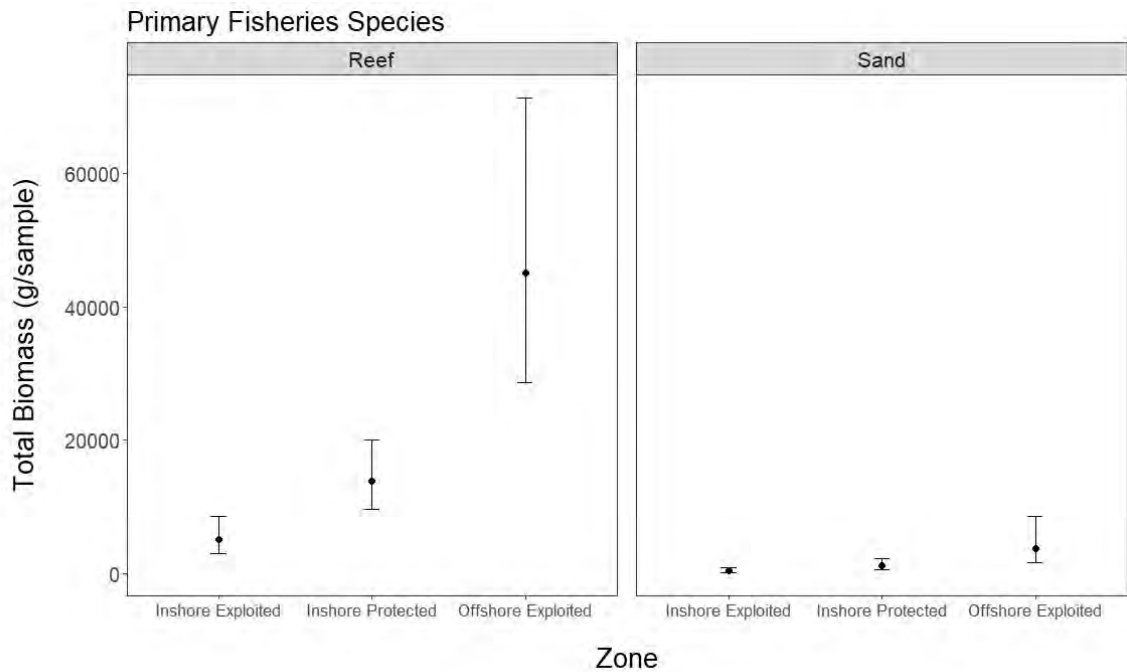 Primary Fisheries Species
Reef
Sand
Total Biomass (g/sample)
60000
40000
20000
0
Inshore Exploited
Inshore Protected
Offshore Exploited
Inshore Exploited
Inshore Protected
Offshore Exploited
Zone